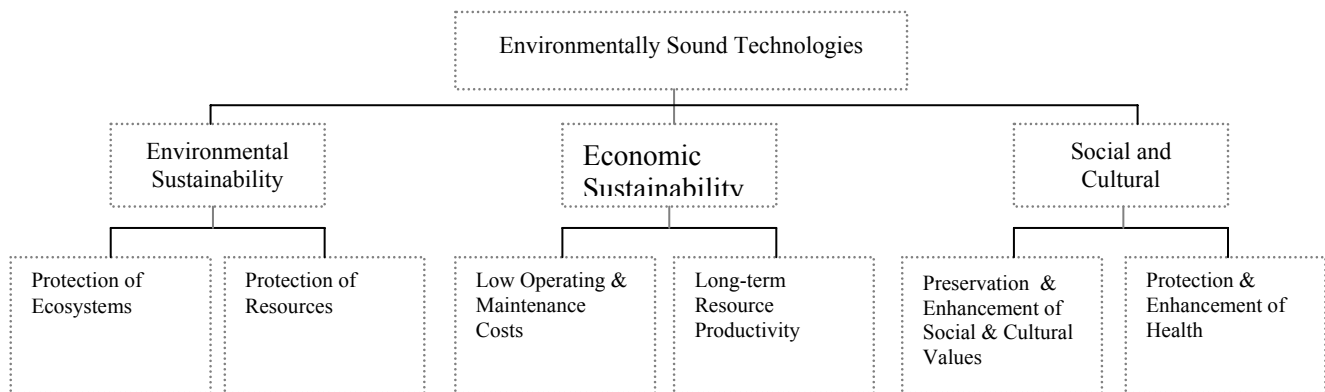 Environmentally Sound Technologies
Environmental
Sustainability
Economic
Sustainability
Social and
Cultural
Protection of
Ecosystems
Protection of
Resources
Low Operating &
Maintenance
Costs
Long-term
Resource
Productivity
Preservation &
Enhancement of
Social & Cultural
Values
Protection &
Enhancement of
Health